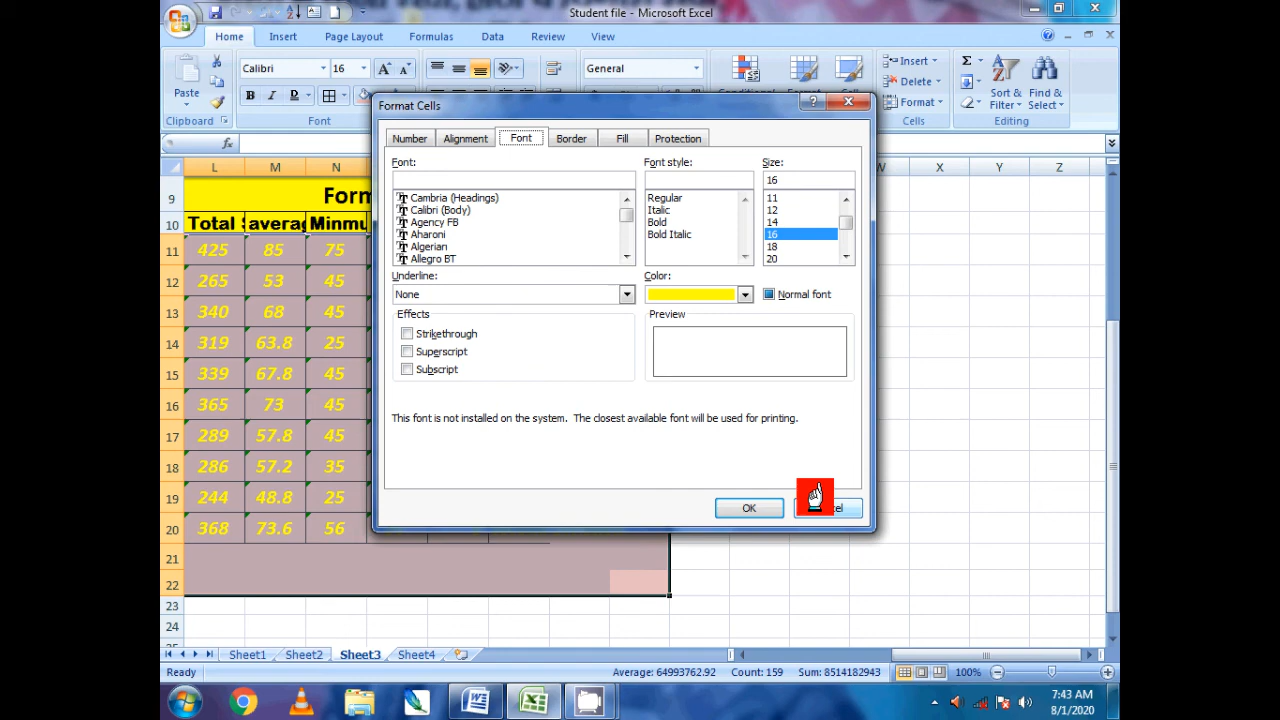 Student file - Microsoft Excel
Home Insert Page Layout Formulas Data Review View
Calibri 16 General Insert Σ
Paste B I D Delete Sort & Find &
Format Filter Select
Clipboard Font Cells Editing
Format Cells
fx
Number Alignment Font Border Fill Protection
L M N W X Y Z
Font: Font style: Size:
16
9 Form
Cambria (Headings) Regular 11
Calibri (Body) Italic 12
10 Total averag Minmu Agency FB Bold 14
Aharoni Bold Italic 16
Algerian 18
Allegro BT 20
11 425 85 75
Underline: Color:
12 265 53 45
None Normal font
13 340 68 45
Effects Preview
Strikethrough
14 319 63.8 25
Superscript
Subscript
15 339 67.8 45
16 365 73 45
This font is not installed on the system. The closest available font will be used for printing.
17 289 57.8 45
18 286 57.2 35
19 244 48.8 25
OK
20 368 73.6 56
21
22
23
24
Sheet1 Sheet2 Sheet3 Sheet4
Ready Average: 64993762.92 Count: 159 Sum: 8514182943 100%
7:43 AM
8/1/2020